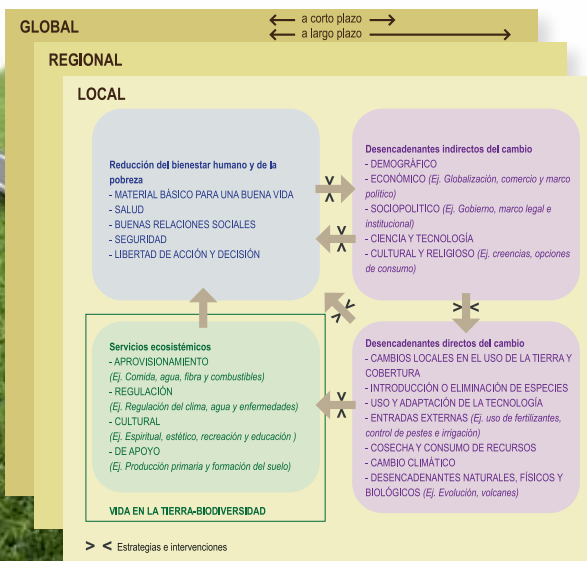 GLOBAL
a corto plazo
a largo plazo
REGIONAL
LOCAL
Reducción del bienestar humano y de la
pobreza
- MATERIAL BÁSICO PARA UNA BUENA VIDA
- SALUD
- BUENAS RELACIONES SOCIALES
- SEGURIDAD
- LIBERTAD DE ACCIÓN Y DECISIÓN
Desencadenantes indirectos del cambio
- DEMOGRÁFICO
- ECONÓMICO (Ej. Globalización, comercio y marco
político)
- SOCIOPOLITICO (Ej. Gobierno, marco legal e
institucional)
- CIENCIA Y TECNOLOGÍA
- CULTURAL Y RELIGIOSO (Ej. creencias, opciones
de consumo)
Servicios ecosistémicos
- APROVISIONAMIENTO
(Ej. Comida, agua, fibra y combustibles)
- REGULACIÓN
(Ej. Regulación del clima, agua y enfermedades)
- CULTURAL
(Ej. Espiritual, estético, recreación y educación )
- DE APOYO
(Ej. Producción primaria y formación del suelo)
VIDA EN LA TIERRA-BIODIVERSIDAD
Desencadenantes directos del cambio
- CAMBIOS LOCALES EN EL USO DE LA TIERRA Y
COBERTURA
- INTRODUCCIÓN O ELIMINACIÓN DE ESPECIES
- USO Y ADAPTACIÓN DE LA TECNOLOGÍA
- ENTRADAS EXTERNAS (Ej. uso de fertilizantes,
control de pestes e irrigación)
- COSECHA Y CONSUMO DE RECURSOS
- CAMBIO CLIMÁTICO
- DESENCADENANTES NATURALES, FÍSICOS Y
BIOLÓGICOS (Ej. Evolución, volcanes)
> < Estrategias e intervenciones